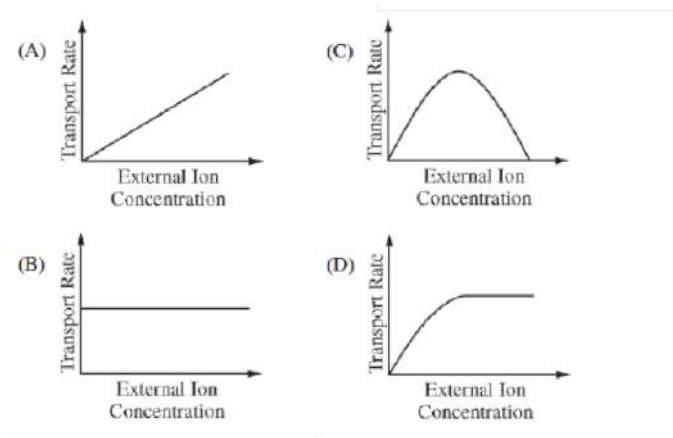 (A)
Transport Rate
External Ion
Concentration
(C)
Transport Rate
External Ion
Concentration
(B)
Transport Rate
External Ion
Concentration
(D)
Transport Rate
External Ion
Concentration